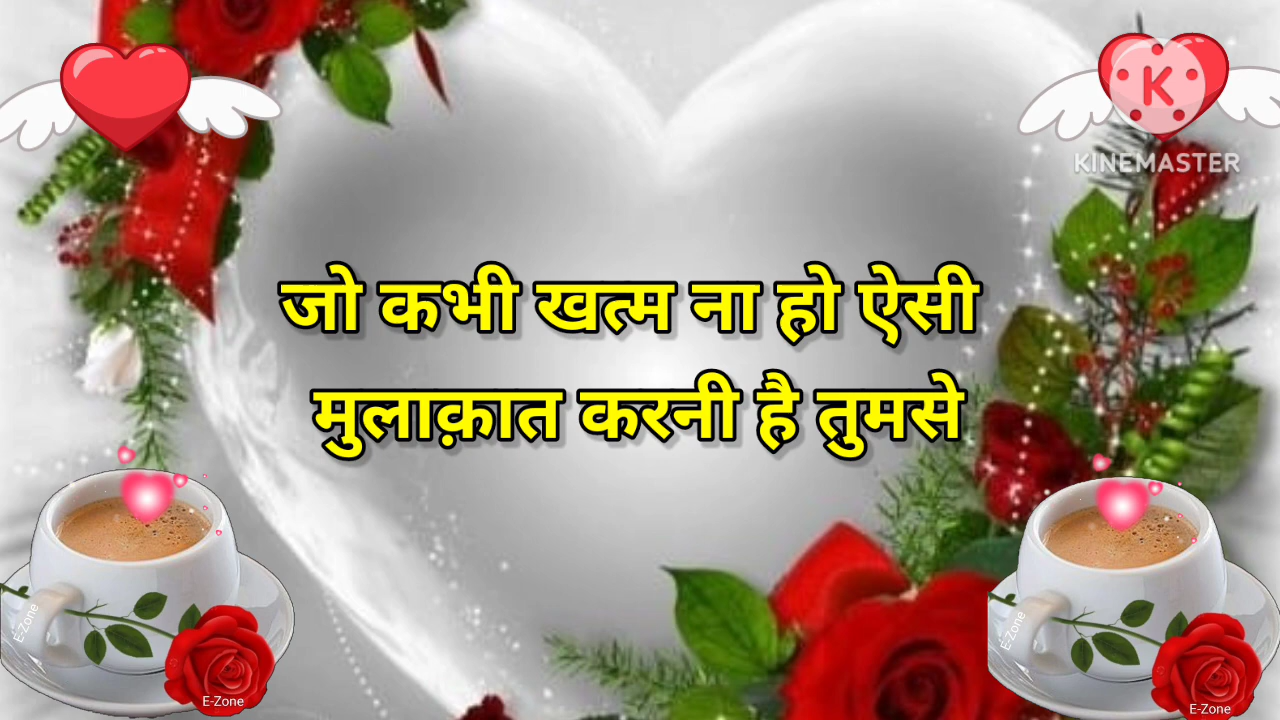 K
KINEMASTER
जो कभी खत्म ना हो ऐसी
मुलाक़ात करनी है तुमसे
E-Zone
E-Zone
E-Zone
E-Zone